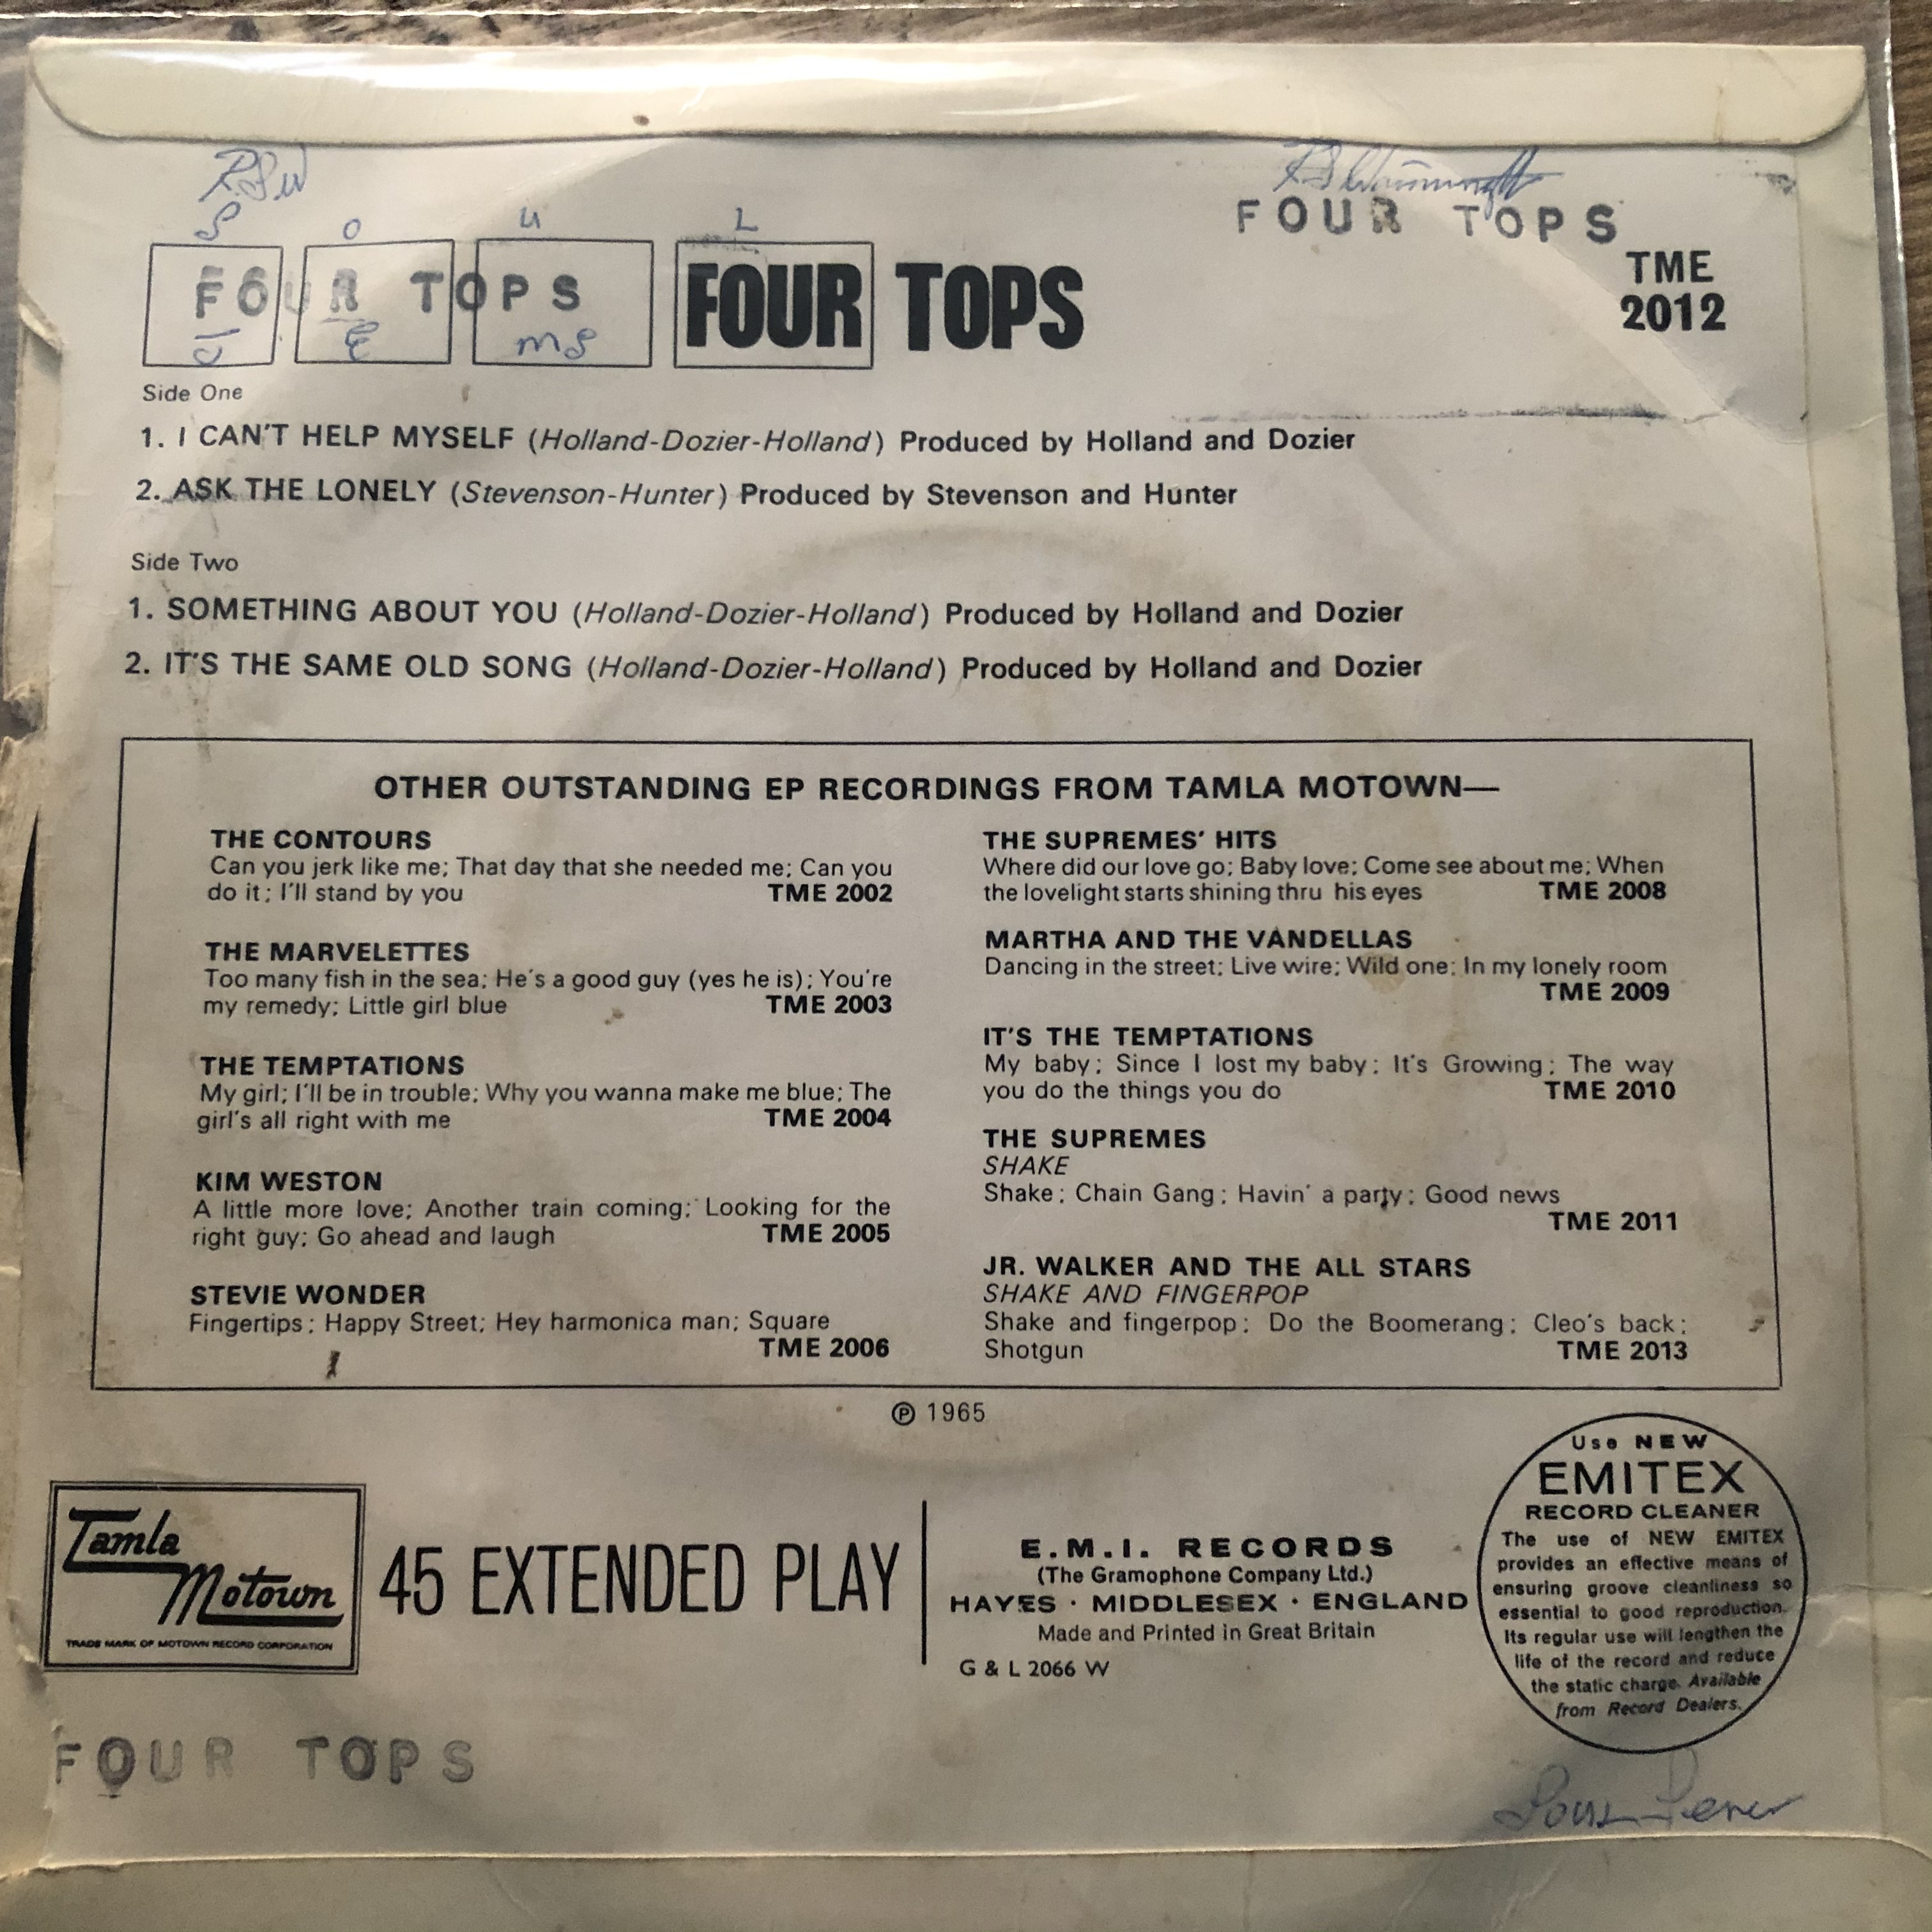 RSW
S O U L
FOUR TOPS
FOUR TOPS
FOUR TOPS
TME
2012
Side One
1. I CAN'T HELP MYSELF (Holland-Dozier-Holland) Produced by Holland and Dozier
2. ASK THE LONELY (Stevenson-Hunter) Produced by Stevenson and Hunter
Side Two
1. SOMETHING ABOUT YOU (Holland-Dozier-Holland) Produced by Holland and Dozier
2. IT'S THE SAME OLD SONG (Holland-Dozier-Holland) Produced by Holland and Dozier
OTHER OUTSTANDING EP RECORDINGS FROM TAMLA MOTOWN—
THE CONTOURS
Can you jerk like me; That day that she needed me; Can you
do it; I'll stand by you TME 2002
THE MARVELETTES
Too many fish in the sea; He's a good guy (yes he is); You're
my remedy; Little girl blue TME 2003
THE TEMPTATIONS
My girl; I'll be in trouble; Why you wanna make me blue; The
girl's all right with me TME 2004
KIM WESTON
A little more love; Another train coming; Looking for the
right guy; Go ahead and laugh TME 2005
STEVIE WONDER
Fingertips; Happy Street; Hey harmonica man; Square
TME 2006
THE SUPREMES' HITS
Where did our love go; Baby love; Come see about me; When
the lovelight starts shining thru his eyes TME 2008
MARTHA AND THE VANDELLAS
Dancing in the street; Live wire; Wild one; In my lonely room
TME 2009
IT'S THE TEMPTATIONS
My baby; Since I lost my baby; It's Growing; The way
you do the things you do TME 2010
THE SUPREMES
SHAKE
Shake; Chain Gang; Havin' a party; Good news
TME 2011
JR. WALKER AND THE ALL STARS
SHAKE AND FINGERPOP
Shake and fingerpop; Do the Boomerang; Cleo's back;
Shotgun TME 2013
℗ 1965
Tamla
Motown
TRADE MARK OF MOTOWN RECORD CORPORATION
45 EXTENDED PLAY
E.M.I. RECORDS
(The Gramophone Company Ltd.)
HAYES · MIDDLESEX · ENGLAND
Made and Printed in Great Britain
G & L 2066 W
Use NEW
EMITEX
RECORD CLEANER
The use of NEW EMITEX
provides an effective means of
ensuring groove cleanliness so
essential to good reproduction.
Its regular use will lengthen the
life of the record and reduce
the static charge. Available
from Record Dealers.
FOUR TOPS